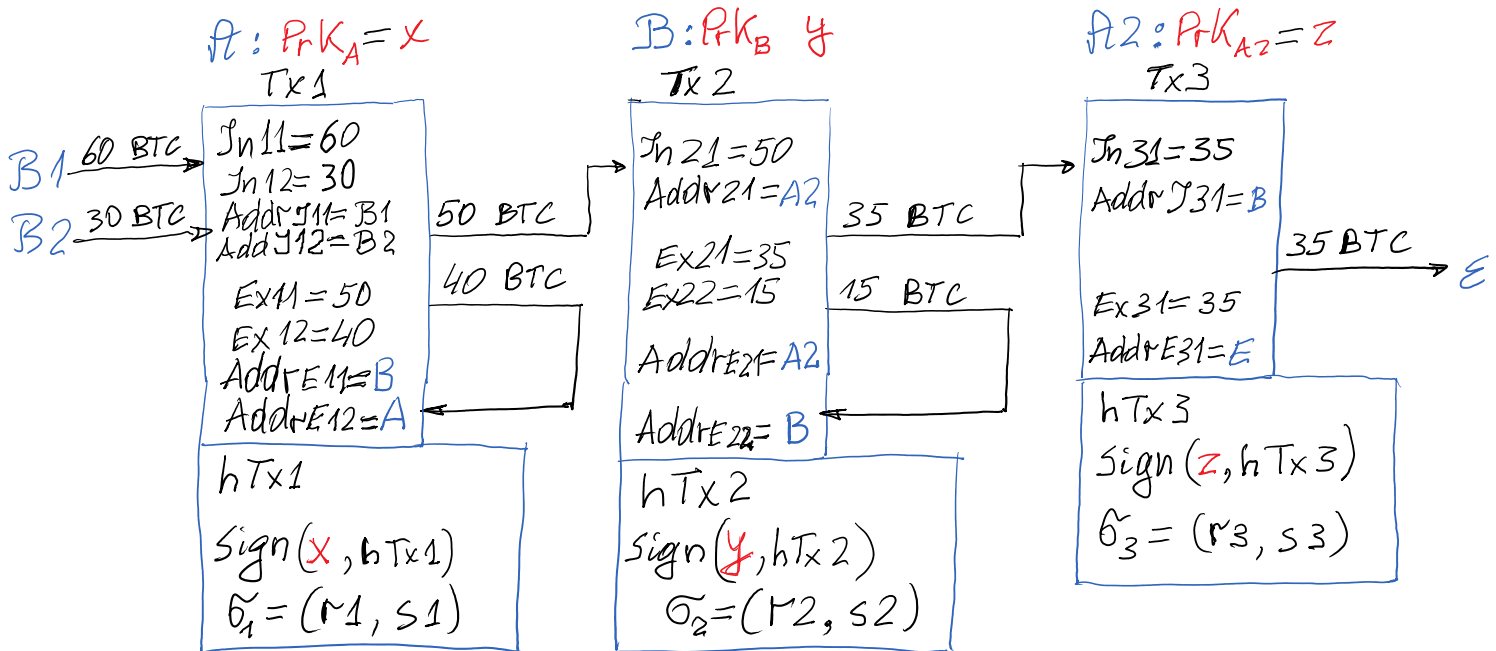 A: PrK_A = x
Tx1
B1 60 BTC
B2 30 BTC
In11=60
In12=30
AddrI11=B1
AddI12=B2
Ex11=50
Ex12=40
AddrE11=B
AddrE12=A
50 BTC
40 BTC
hTx1
Sign(x, hTx1)
σ1=(r1, s1)
B: PrK_B y
Tx2
In21=50
Addr21=A2
Ex21=35
Ex22=15
AddrE21=A2
AddrE22=B
35 BTC
15 BTC
hTx2
Sign(y, hTx2)
σ2=(r2, s2)
A2: PrK_A2 = z
Tx3
In31=35
AddrI31=B
Ex31=35
AddrE31=E
35 BTC
E
hTx3
Sign(z, hTx3)
σ3=(r3, s3)